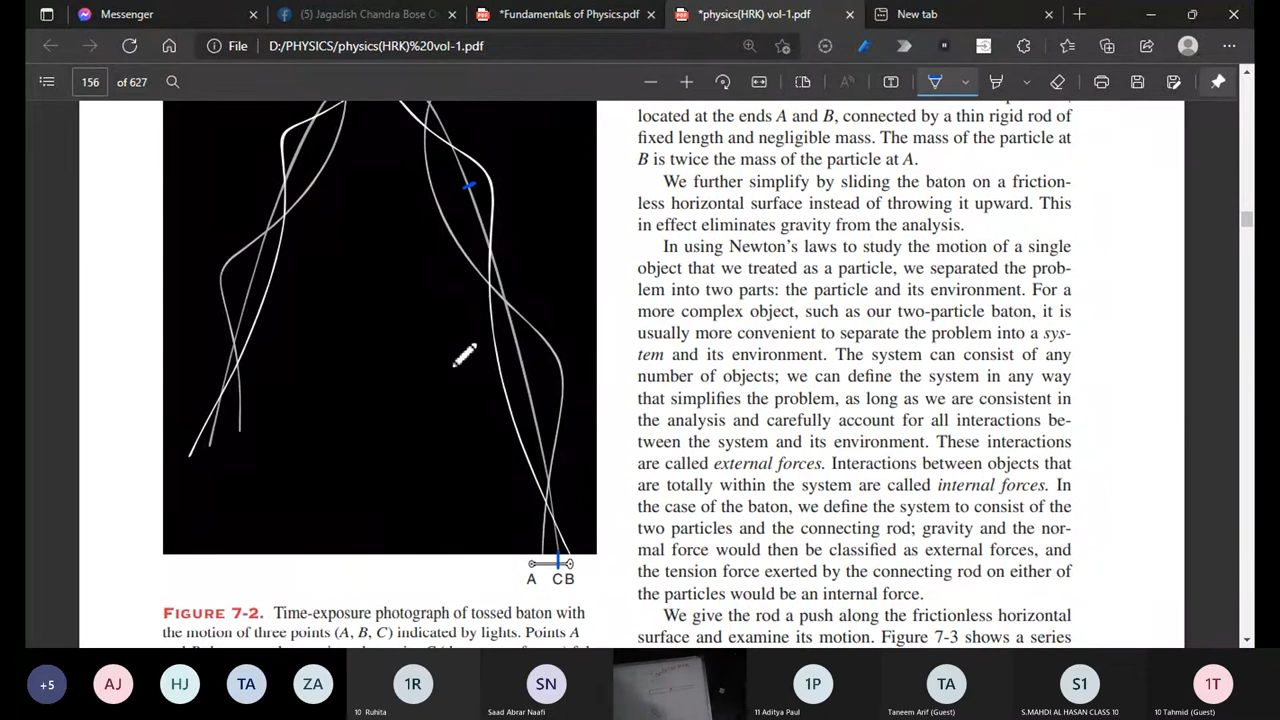 Messenger
(5) Jagadish Chandra Bose O
*Fundamentals of Physics.pdf
*physics(HRK) vol-1.pdf
New tab
File
D:/PHYSICS/physics(HRK)%20vol-1.pdf
156
of 627
located at the ends A and B, connected by a thin rigid rod of
fixed length and negligible mass. The mass of the particle at
B is twice the mass of the particle at A.
We further simplify by sliding the baton on a friction-
less horizontal surface instead of throwing it upward. This
in effect eliminates gravity from the analysis.
In using Newton's laws to study the motion of a single
object that we treated as a particle, we separated the prob-
lem into two parts: the particle and its environment. For a
more complex object, such as our two-particle baton, it is
usually more convenient to separate the problem into a sys-
tem and its environment. The system can consist of any
number of objects; we can define the system in any way
that simplifies the problem, as long as we are consistent in
the analysis and carefully account for all interactions be-
tween the system and its environment. These interactions
are called external forces. Interactions between objects that
are totally within the system are called internal forces. In
the case of the baton, we define the system to consist of the
two particles and the connecting rod; gravity and the nor-
mal force would then be classified as external forces, and
the tension force exerted by the connecting rod on either of
the particles would be an internal force.
We give the rod a push along the frictionless horizontal
surface and examine its motion. Figure 7-3 shows a series
A C B
FIGURE 7-2. Time-exposure photograph of tossed baton with
the motion of three points (A, B, C) indicated by lights. Points A
+5
AJ
HJ
TA
ZA
1R
10 Ruhita
SN
Saad Abrar Naafi
1P
11 Aditya Paul
TA
Taneem Arif (Guest)
S1
S.MAHDI AL HASAN CLASS 10
1T
10 Tahmid (Guest)